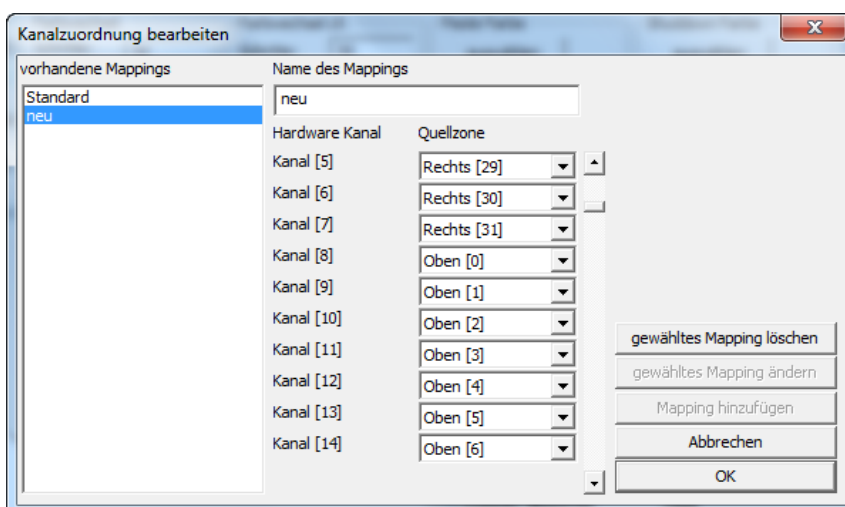 Kanalzuordnung bearbeiten
vorhandene Mappings
Standard
neu
Name des Mappings
neu
Hardware Kanal Quellzone
Kanal [5] Rechts [29]
Kanal [6] Rechts [30]
Kanal [7] Rechts [31]
Kanal [8] Oben [0]
Kanal [9] Oben [1]
Kanal [10] Oben [2]
Kanal [11] Oben [3]
Kanal [12] Oben [4]
Kanal [13] Oben [5]
Kanal [14] Oben [6]
gewähltes Mapping löschen
gewähltes Mapping ändern
Mapping hinzufügen
Abbrechen
OK